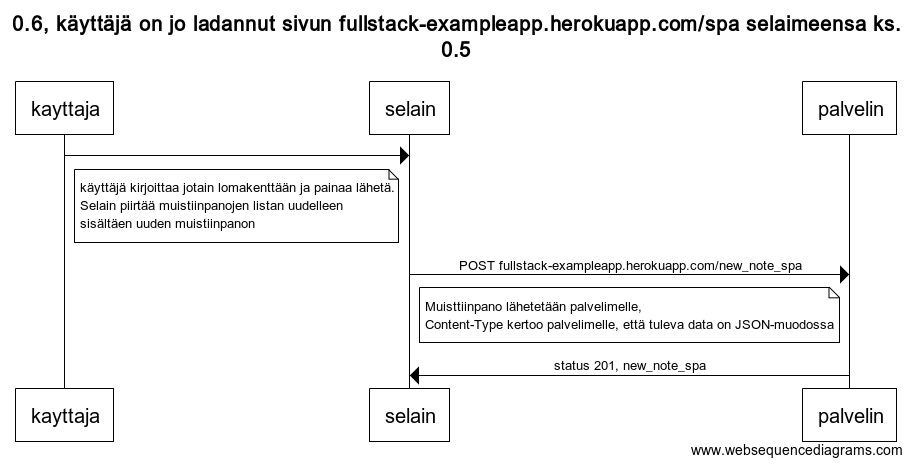 0.6, käyttäjä on jo ladannut sivun fullstack-exampleapp.herokuapp.com/spa selaimeensa ks.
0.5
kayttaja
selain
palvelin
käyttäjä kirjoittaa jotain lomakenttään ja painaa lähetä.
Selain piirtää muistiinpanojen listan uudelleen
sisältäen uuden muistiinpanon
POST fullstack-exampleapp.herokuapp.com/new_note_spa
Muisttiinpano lähetetään palvelimelle,
Content-Type kertoo palvelimelle, että tuleva data on JSON-muodossa
status 201, new_note_spa
kayttaja
selain
palvelin
www.websequencediagrams.com